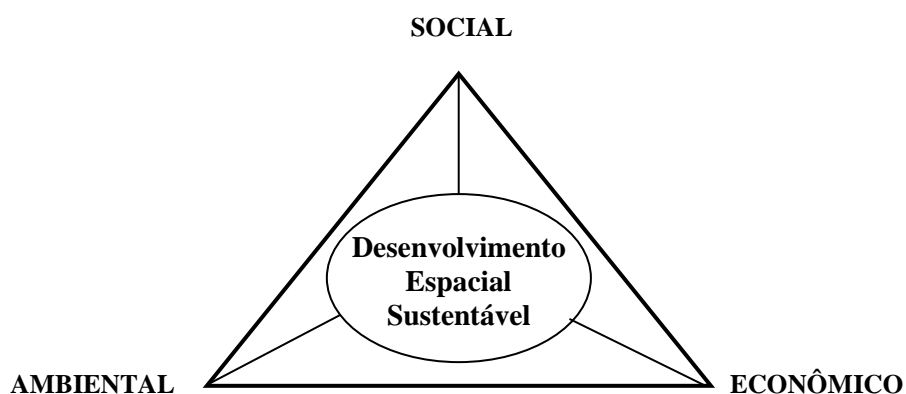 SOCIAL
Desenvolvimento
Espacial
Sustentável
AMBIENTAL
ECONÔMICO